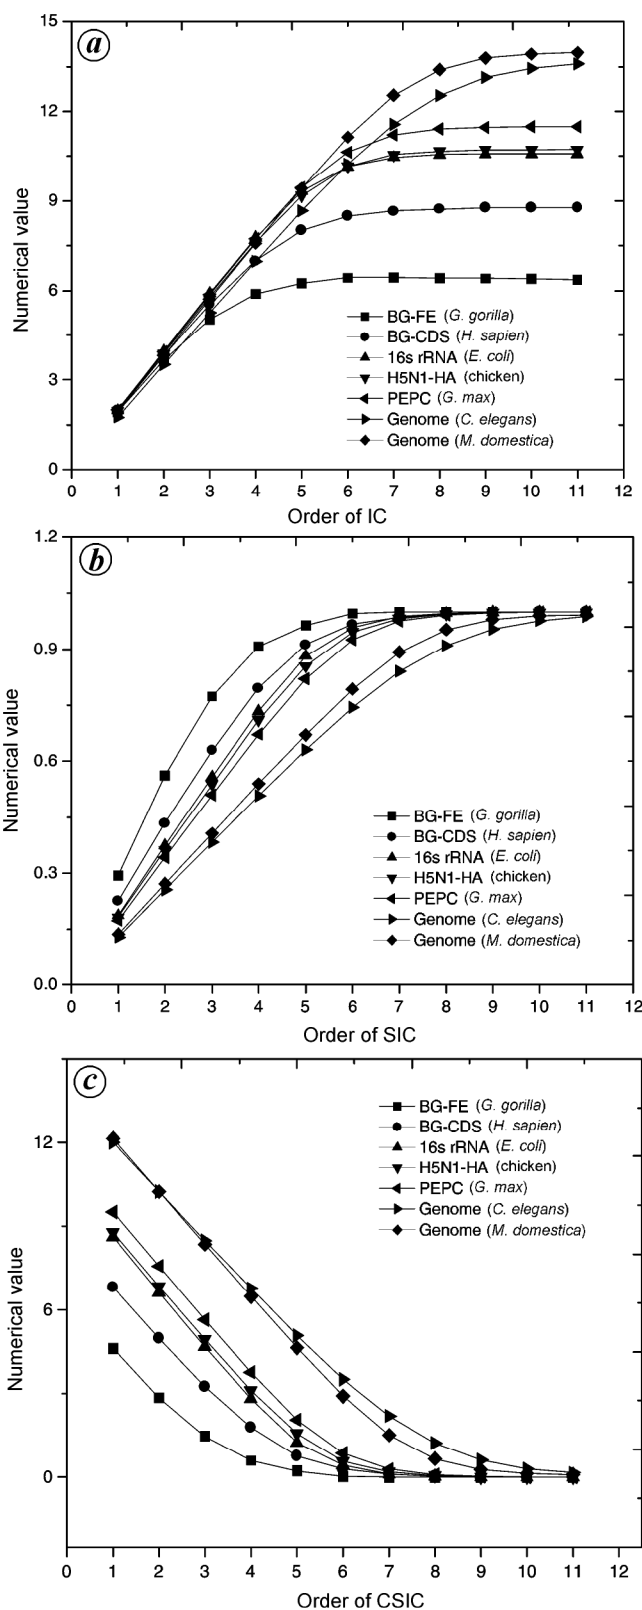 a
15
12
9
6
3
0
Numerical value
BG-FE (G. gorilla)
BG-CDS (H. sapien)
16s rRNA (E. coli)
H5N1-HA (chicken)
PEPC (G. max)
Genome (C. elegans)
Genome (M. domestica)
0 1 2 3 4 5 6 7 8 9 10 11 12
Order of IC
b
1.2
0.9
0.6
0.3
0.0
Numerical value
BG-FE (G. gorilla)
BG-CDS (H. sapien)
16s rRNA (E. coli)
H5N1-HA (chicken)
PEPC (G. max)
Genome (C. elegans)
Genome (M. domestica)
0 1 2 3 4 5 6 7 8 9 10 11 12
Order of SIC
c
12
6
0
Numerical value
BG-FE (G. gorilla)
BG-CDS (H. sapien)
16s rRNA (E. coli)
H5N1-HA (chicken)
PEPC (G. max)
Genome (C. elegans)
Genome (M. domestica)
0 1 2 3 4 5 6 7 8 9 10 11 12
Order of CSIC